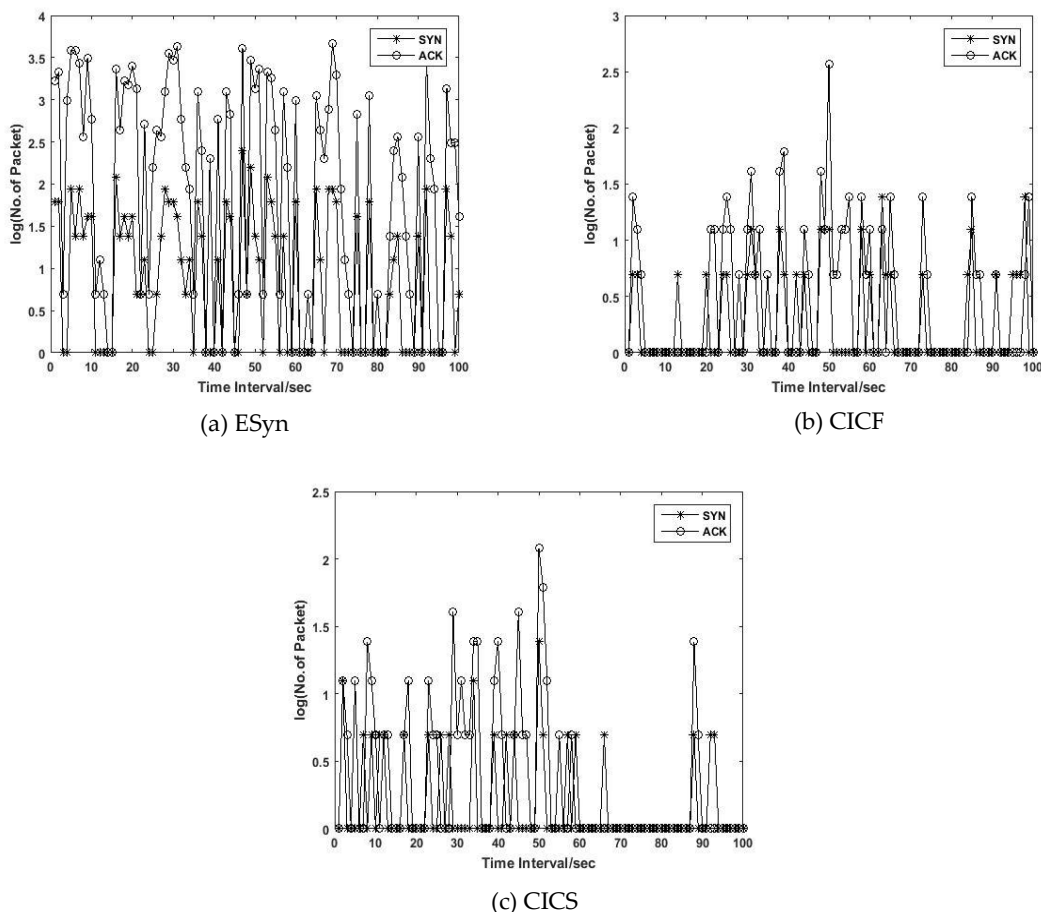 4
3.5
3
2.5
2
1.5
1
0.5
0
log(No. of Packet)
SYN
ACK
0 10 20 30 40 50 60 70 80 90 100
Time Interval/sec
(a) ESyn
3
2.5
2
1.5
1
0.5
0
log(No. of Packet)
SYN
ACK
0 10 20 30 40 50 60 70 80 90 100
Time Interval/sec
(b) CICF
2.5
2
1.5
1
0.5
0
log(No.of Packet)
SYN
ACK
0 10 20 30 40 50 60 70 80 90 100
Time Interval/sec
(c) CICS